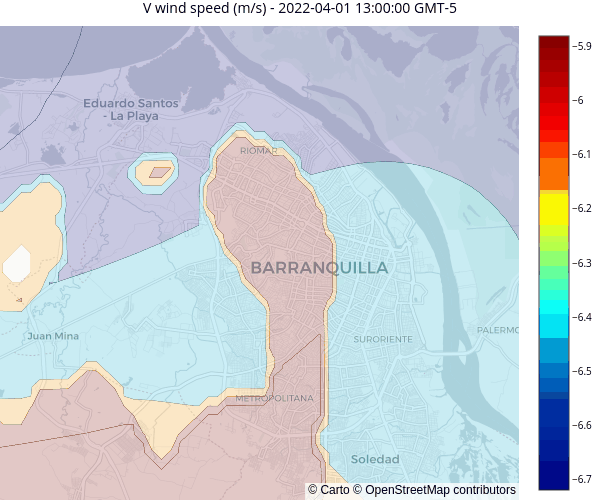 V wind speed (m/s) - 2022-04-01 13:00:00 GMT-5
Eduardo Santos
- La Playa
RIOMAR
BARRANQUILLA
Juan Mina
SURORIENTE
PALERMO
METROPOLITANA
Soledad
−5.9
−6
−6.1
−6.2
−6.3
−6.4
−6.5
−6.6
−6.7
© Carto © OpenStreetMap contributors